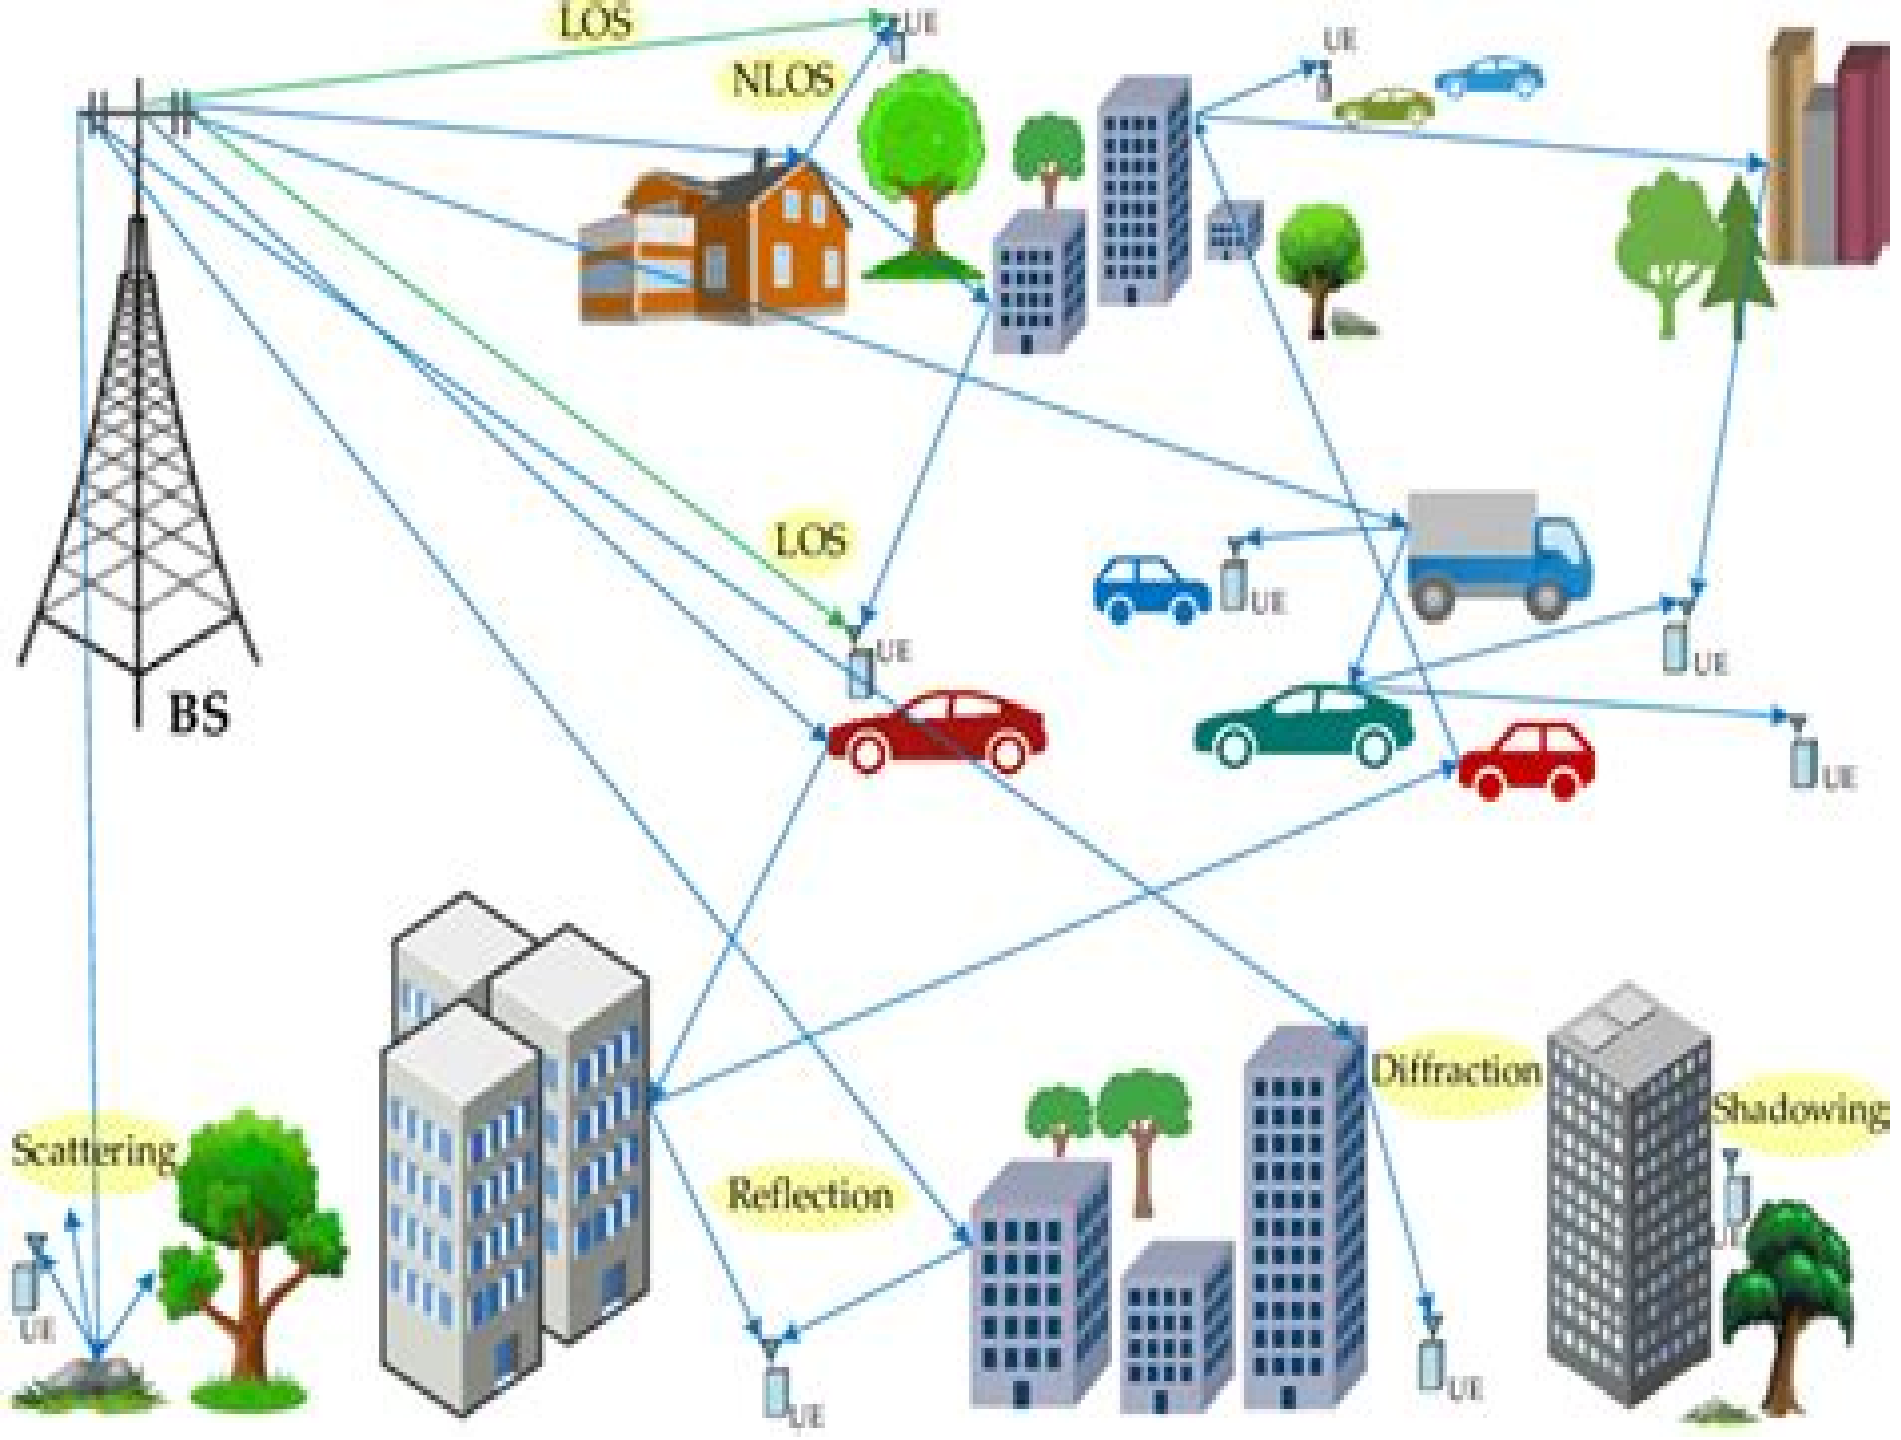 LOS
UE
UE
NLOS
LOS
UE
UE
UE
BS
UE
Diffraction
Shadowing
Scattering
Reflection
UE
UE
UE
UE